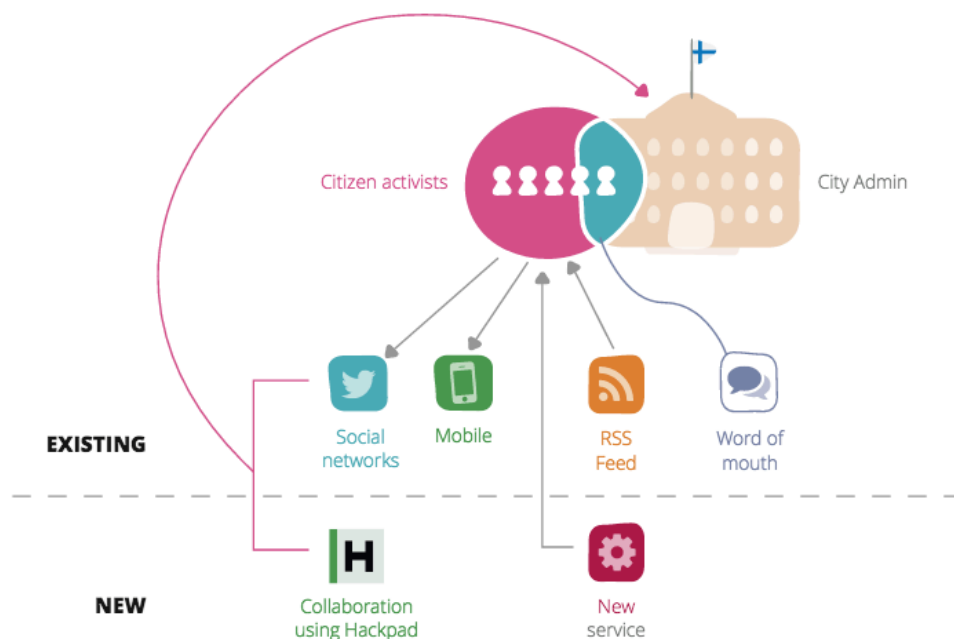 Citizen activists
City Admin
Social
networks
Mobile
RSS
Feed
Word of
mouth
EXISTING
NEW
H
Collaboration
using Hackpad
New
service